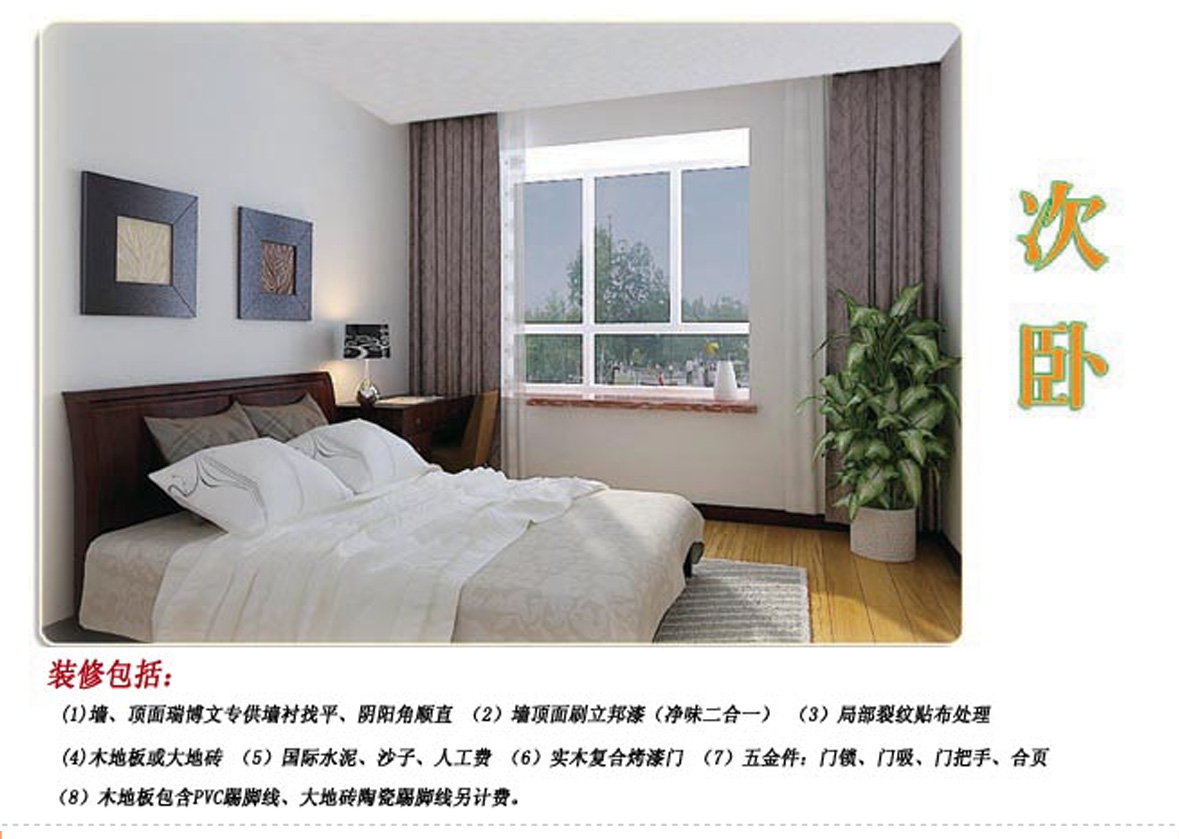 次卧
装修包括：
(1)墙、顶面瑞博文专供墙衬找平、阴阳角顺直 （2）墙顶面刷立邦漆（净味二合一） （3）局部裂纹贴布处理
(4)木地板或大地砖 （5）国际水泥、沙子、人工费 （6）实木复合烤漆门 （7）五金件：门锁、门吸、门把手、合页
（8）木地板包含PVC踢脚线、大地砖陶瓷踢脚线另计费。